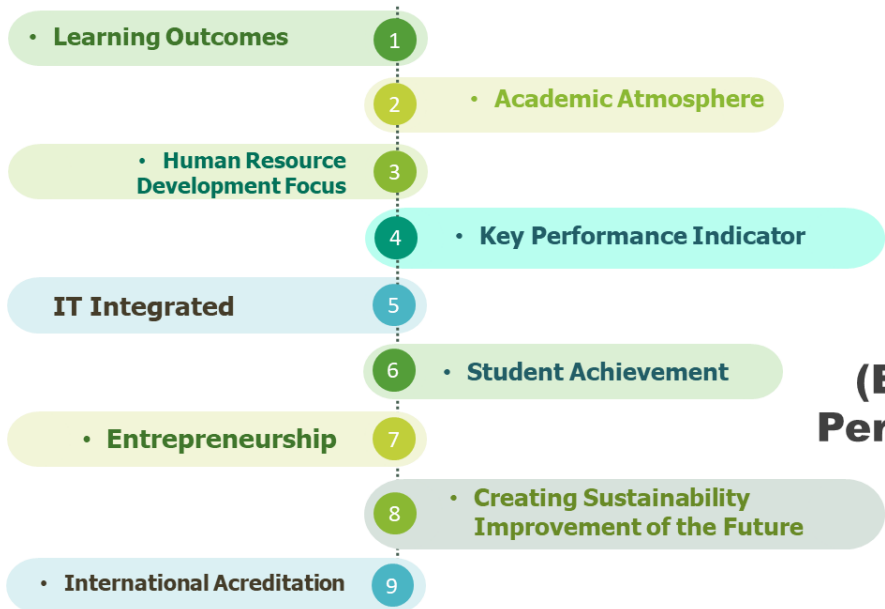 • Learning Outcomes
1
2
• Academic Atmosphere
• Human Resource
Development Focus
3
4
• Key Performance Indicator
IT Integrated
5
6
• Student Achievement
(E
Per
• Entrepreneurship
7
8
• Creating Sustainability
Improvement of the Future
• International Acreditation
9